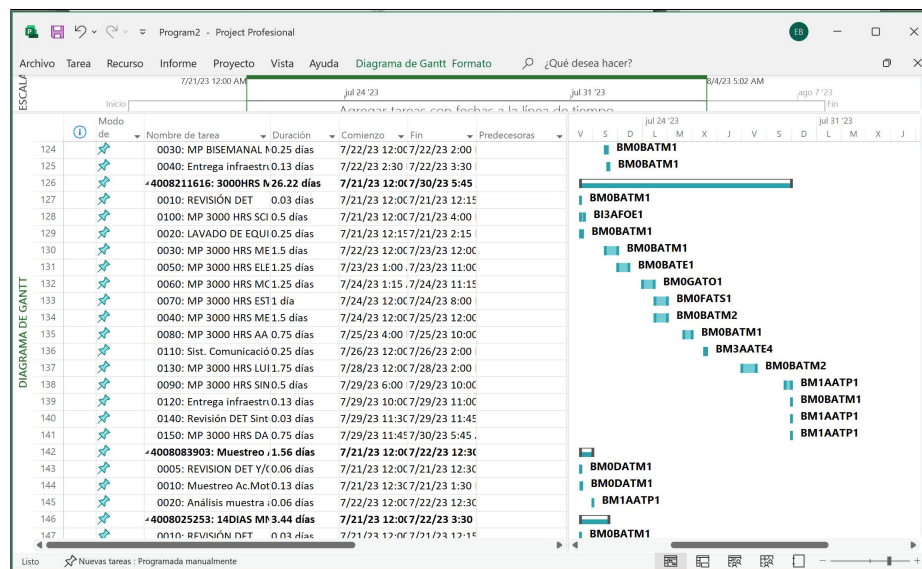 Program2 - Project Profesional
EB
Archivo Tarea Recurso Informe Proyecto Vista Ayuda Diagrama de Gantt Formato ¿Qué desea hacer?
ESCALA
7/21/23 12:00 AM
8/4/23 5:02 AM
jul 24 '23 jul 31 '23 ago 7 '23
Inicio
Agregar tareas con fechas a la línea de tiempo
Fin
DIAGRAMA DE GANTT
Modo de Nombre de tarea Duración Comienzo Fin Predecesoras
jul 24 '23 jul 31 '23
V S D L M X J V S D L M X
124 0030: MP BISEMANAL M 0.25 días 7/22/23 12:00 7/22/23 2:00 BM0BATM1
125 0040: Entrega infraestru 0.13 días 7/22/23 2:30 7/22/23 3:30 BM0BATM1
126 4008211616: 3000HRS M 26.22 días 7/21/23 12:00 7/30/23 5:45
127 0010: REVISIÓN DET 0.03 días 7/21/23 12:00 7/21/23 12:15 BM0BATM1
128 0100: MP 3000 HRS SCI 0.5 días 7/21/23 12:00 7/21/23 4:00 BI3AFOE1
129 0020: LAVADO DE EQUI 0.25 días 7/21/23 12:15 7/21/23 2:15 BM0BATM1
130 0030: MP 3000 HRS ME 1.5 días 7/22/23 12:00 7/23/23 12:00 BM0BATM1
131 0050: MP 3000 HRS ELE 1.25 días 7/23/23 1:00 7/23/23 11:00 BM0BATE1
132 0060: MP 3000 HRS MO 1.25 días 7/24/23 1:15 7/24/23 11:15 BM0GATO1
133 0070: MP 3000 HRS EST 1 día 7/24/23 12:00 7/24/23 8:00 BM0FATS1
134 0040: MP 3000 HRS ME 1.5 días 7/24/23 12:00 7/25/23 12:00 BM0BATM2
135 0080: MP 3000 HRS AA 0.75 días 7/25/23 4:00 7/25/23 10:00 BM0BATM1
136 0110: Sist. Comunicació 0.25 días 7/26/23 12:00 7/26/23 2:00 BM3AATE4
137 0130: MP 3000 HRS LUI 1.75 días 7/28/23 12:00 7/28/23 2:00 BM0BATM2
138 0090: MP 3000 HRS SIN 0.5 días 7/29/23 6:00 7/29/23 10:00 BM1AATP1
139 0120: Entrega infraestru 0.13 días 7/29/23 10:00 7/29/23 11:00 BM0BATM1
140 0140: Revisión DET Sint 0.03 días 7/29/23 11:30 7/29/23 11:45 BM1AATP1
141 0150: MP 3000 HRS DA 0.75 días 7/29/23 11:45 7/30/23 5:45 BM1AATP1
142 4008083903: Muestreo 1.56 días 7/21/23 12:00 7/22/23 12:30
143 0005: REVISION DET Y/O 0.06 días 7/21/23 12:00 7/21/23 12:30 BM0DATM1
144 0010: Muestreo Ac.Mot 0.13 días 7/21/23 12:30 7/21/23 1:30 BM0DATM1
145 0020: Análisis muestra 0.06 días 7/22/23 12:00 7/22/23 12:30 BM1AATP1
146 4008025253: 14DIAS MN 3.44 días 7/21/23 12:00 7/22/23 3:30
147 0010: REVISIÓN DET 0.03 días 7/21/23 12:00 7/21/23 12:15 BM0BATM1
Listo Nuevas tareas : Programada manualmente